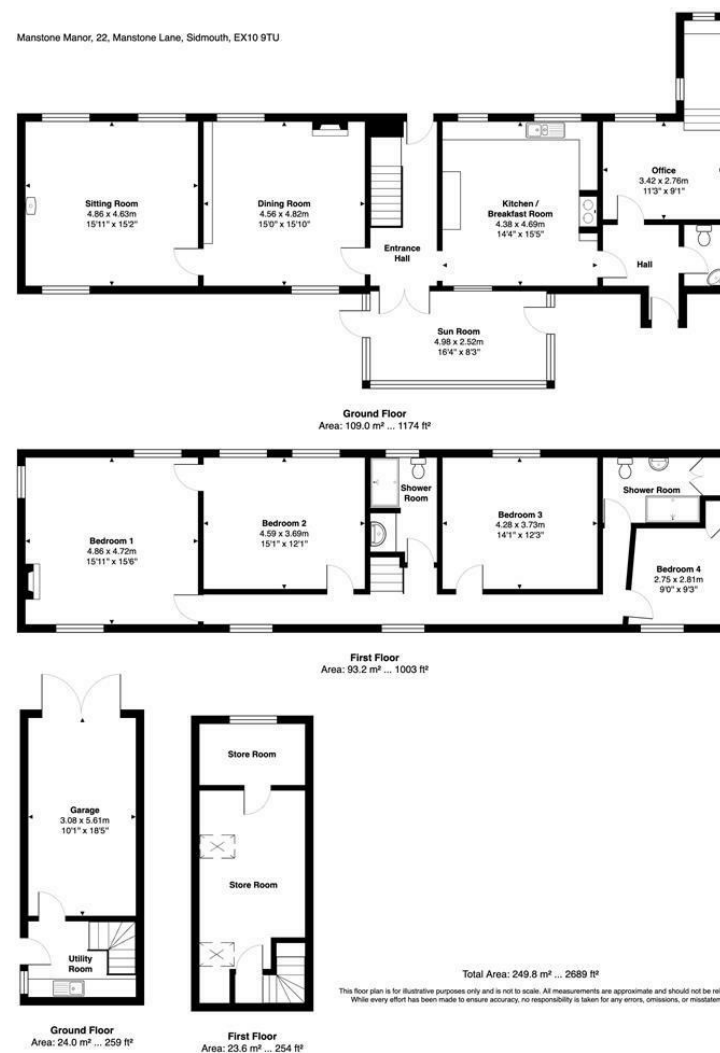 Manstone Manor, 22, Manstone Lane, Sidmouth, EX10 9TU
Sitting Room
4.86 x 4.63m
15'11" x 15'2"
Dining Room
4.56 x 4.82m
15'0" x 15'10"
Entrance
Hall
Kitchen /
Breakfast Room
4.38 x 4.69m
14'4" x 15'5"
Office
3.42 x 2.76m
11'3" x 9'1"
Hall
Sun Room
4.98 x 2.52m
16'4" x 8'3"
Ground Floor
Area: 109.0 m² ... 1174 ft²
Bedroom 1
4.86 x 4.72m
15'11" x 15'6"
Bedroom 2
4.59 x 3.69m
15'1" x 12'1"
Shower
Room
Bedroom 3
4.28 x 3.73m
14'1" x 12'3"
Shower Room
Bedroom 4
2.75 x 2.81m
9'0" x 9'3"
First Floor
Area: 93.2 m² ... 1003 ft²
Garage
3.08 x 5.61m
10'1" x 18'5"
Utility
Room
Ground Floor
Area: 24.0 m² ... 259 ft²
Store Room
Store Room
First Floor
Area: 23.6 m² ... 254 ft²
Total Area: 249.8 m² ... 2689 ft²
This floor plan is for illustrative purposes only and is not to scale. All measurements are approximate and should not be
While every effort has been made to ensure accuracy, no responsibility is taken for any errors, omissions, or